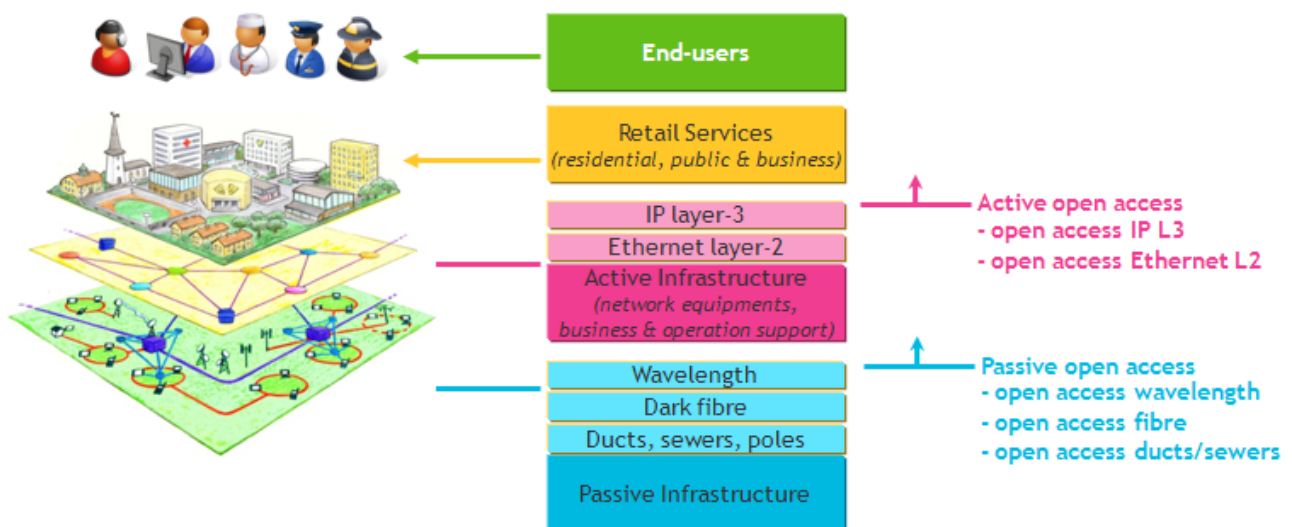 End-users
Retail Services
(residential, public & business)
IP layer-3
Ethernet layer-2
Active Infrastructure
(network equipments,
business & operation support)
Wavelength
Dark fibre
Ducts, sewers, poles
Passive Infrastructure
Active open access
- open access IP L3
- open access Ethernet L2
Passive open access
- open access wavelength
- open access fibre
- open access ducts/sewers